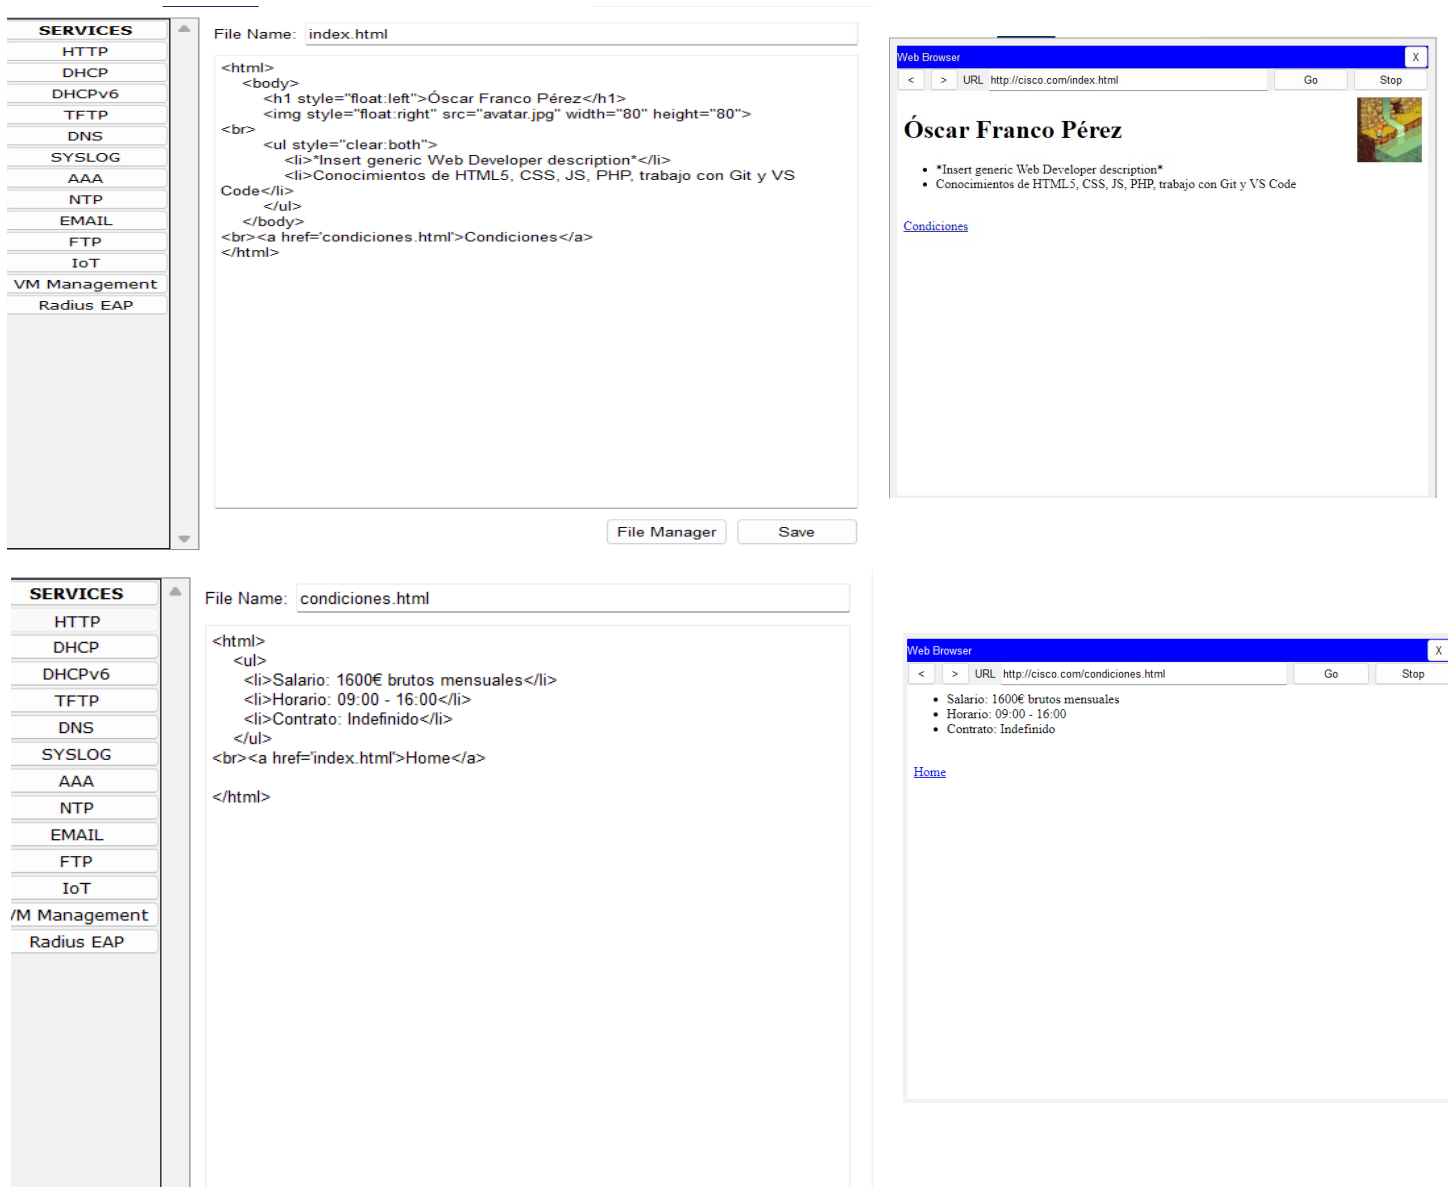 SERVICES
HTTP
DHCP
DHCPv6
TFTP
DNS
SYSLOG
AAA
NTP
EMAIL
FTP
IoT
VM Management
Radius EAP
File Name: index.html
<html>
<body>
<h1 style="float:left">Óscar Franco Pérez</h1>
<img style="float:right" src="avatar.jpg" width="80" height="80">
<br>
<ul style="clear:both">
<li>*Insert generic Web Developer description*</li>
<li>Conocimientos de HTML5, CSS, JS, PHP, trabajo con Git y VS
Code</li>
</ul>
</body>
<br><a href='condiciones.html'>Condiciones</a>
</html>
File Manager Save
Web Browser X
< > URL http://cisco.com/index.html Go Stop
Óscar Franco Pérez
• *Insert generic Web Developer description*
• Conocimientos de HTML5, CSS, JS, PHP, trabajo con Git y VS Code
Condiciones
SERVICES
HTTP
DHCP
DHCPv6
TFTP
DNS
SYSLOG
AAA
NTP
EMAIL
FTP
IoT
VM Management
Radius EAP
File Name: condiciones.html
<html>
<ul>
<li>Salario: 1600€ brutos mensuales</li>
<li>Horario: 09:00 - 16:00</li>
<li>Contrato: Indefinido</li>
</ul>
<br><a href='index.html'>Home</a>
</html>
Web Browser X
< > URL http://cisco.com/condiciones.html Go Stop
• Salario: 1600€ brutos mensuales
• Horario: 09:00 - 16:00
• Contrato: Indefinido
Home